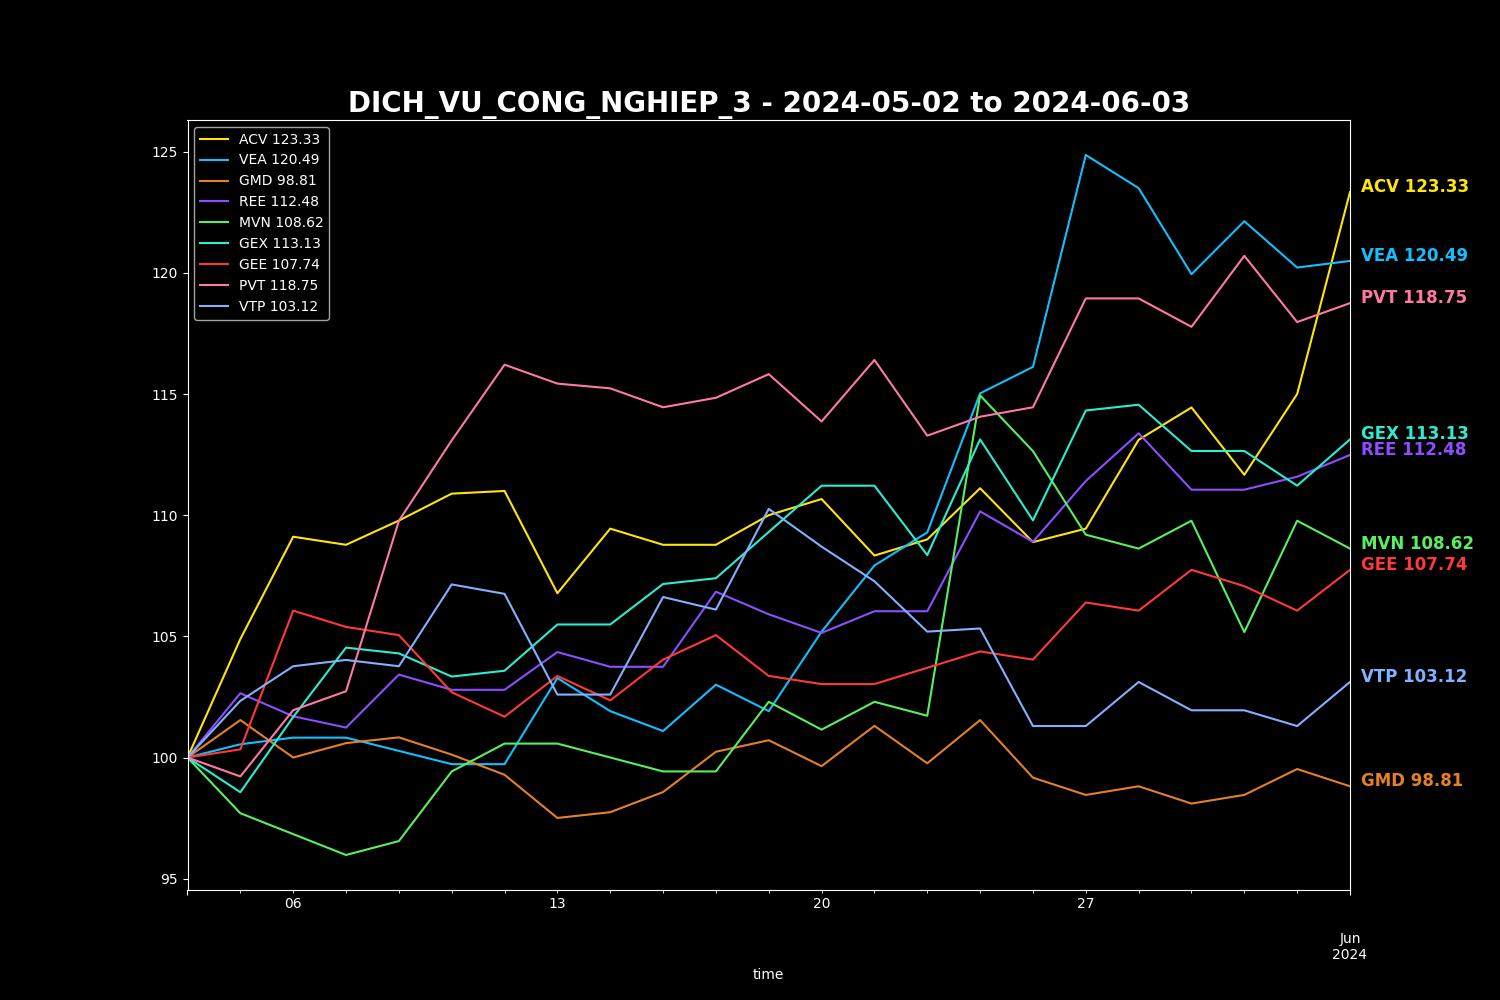 DICH_VU_CONG_NGHIEP_3 - 2024-05-02 to 2024-06-03
ACV 123.33
VEA 120.49
GMD 98.81
REE 112.48
MVN 108.62
GEX 113.13
GEE 107.74
PVT 118.75
VTP 103.12
125
120
115
110
105
100
95
ACV 123.33
VEA 120.49
PVT 118.75
GEX 113.13
REE 112.48
MVN 108.62
GEE 107.74
VTP 103.12
GMD 98.81
06 13 20 27
Jun
2024
time